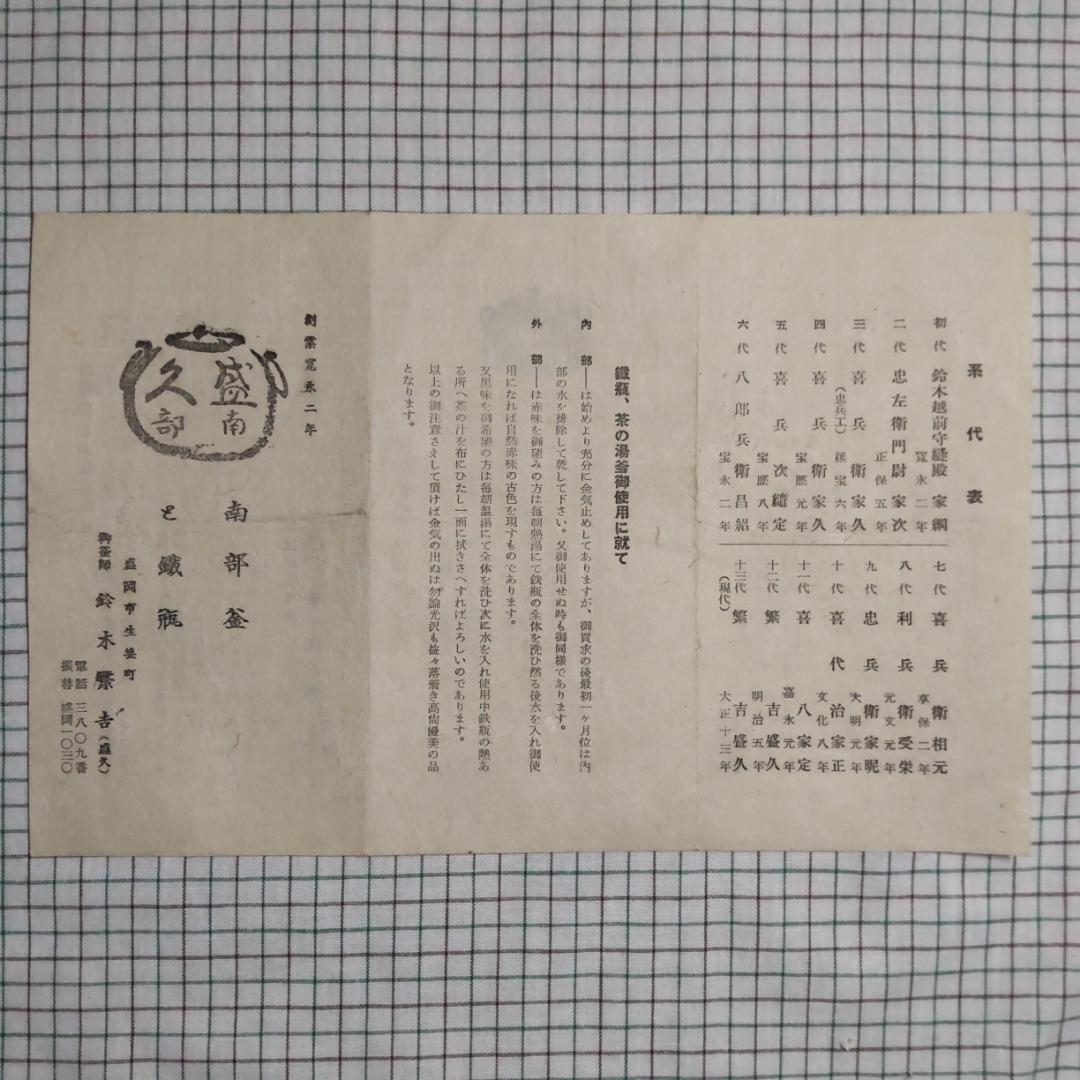 系代表
初代 鈴木越前守縫殿 家綱
寛永二年
二代 忠左衛門尉家次
正保五年
三代 喜兵衛家久
(忠兵工) 延宝六年
四代 喜兵衛家久
宝歴元年
五代 喜兵次繕定
宝歴八年
六代 八郎兵衛昌紹
宝永二年
七代 喜兵衛相元
享保二年
八代 利兵衛受栄
元文元年
九代 忠兵衛家昵
天明元年
十代 喜代治家正
文化八年
十一代 喜八家定
嘉永元年
十二代 繁吉盛久
明治五年
十三代 繁吉盛久
(現代) 大正十三年
鐵瓶、茶の湯釜御使用に就て
内部——は始めより充分に金気止めしてありますが、御買求の後最初一ヶ月位は内
部の水を排除して乾して下さい。又御使用せぬ時も御同様であります。
外部——は赤味を御望みの方は毎朝熱湯にて鉄瓶の全体を洗ひ然る後水を入れ御使
用になれば自然赤味の古色を現すものであります。
又黒味を御希望の方は毎朝温湯にて全体を洗ひ次に水を入れ使用中鉄瓶の熱あ
る所へ茶の汁を布にひたし一面に拭きさへすればよろしいのであります。
以上の御注意さえして頂けば金気の出ぬは勿論光沢も益々落着き高尚優美の品
となります。
創業寛永二年
盛久
南部
南部釜
と鐵瓶
盛岡市生姜町
御釜師 鈴木繁吉(盛久)
電話 三八〇九番
振替 盛岡一〇三〇